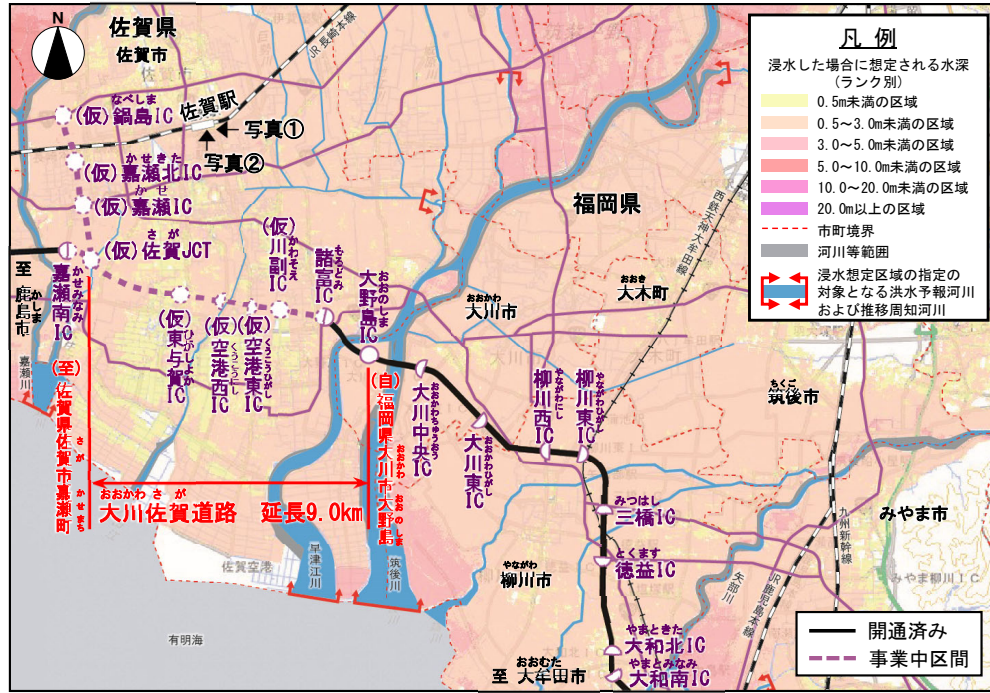 N
佐賀県
佐賀市
JR長崎本線
佐賀駅
写真①
写真②
なべしま
(仮)鍋島IC
かせきた
(仮)嘉瀬北IC
かせ
(仮)嘉瀬IC
さが
(仮)佐賀JCT
至 鹿島市
かしま
嘉瀬南IC
かせみなみ
嘉瀬川
(仮)東与賀IC
ひがしよか
(仮)空港西IC
くうこうにし
(仮)空港東IC
くうこうひがし
(仮)川副IC
かわそえ
諸富IC
もろどみ
大野島IC
おおのしま
福岡県
おおかわ
大川市
おおき
大木町
西鉄天神大牟田線
大川中央IC
おおかわちゅうおう
大川東IC
おおかわひがし
柳川西IC
やながわにし
柳川東IC
やながわひがし
ちくご
筑後市
みやま市
みやま柳川IC
みつはし
三橋IC
とくます
徳益IC
やながわ
柳川市
やまときた
大和北IC
やまとみなみ
大和南IC
おおむた
至 大牟田市
九州新幹線
JR鹿児島本線
矢部川
(至)佐賀県佐賀市嘉瀬町
さが
かせまち
(自)福岡県大川市大野島
おおかわ
おおのしま
おおかわ さが
大川佐賀道路 延長9.0km
佐賀空港
早津江川
筑後川
有明海
凡 例
浸水した場合に想定される水深
(ランク別)
0.5m未満の区域
0.5~3.0m未満の区域
3.0~5.0m未満の区域
5.0~10.0m未満の区域
10.0~20.0m未満の区域
20.0m以上の区域
市町境界
河川等範囲
浸水想定区域の指定の
対象となる洪水予報河川
および推移周知河川
開通済み
事業中区間